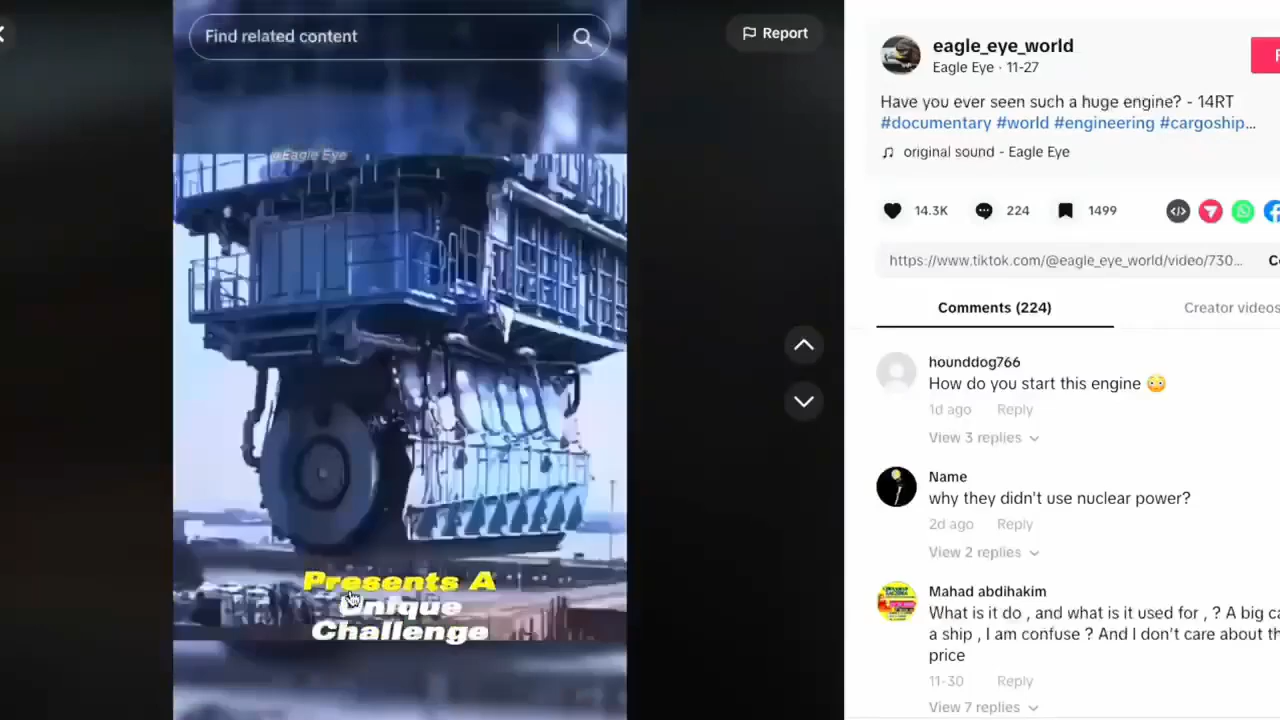 Find related content
Report
@Eagle Eye
Presents A
Unique
Challenge
eagle_eye_world
Eagle Eye · 11-27
Have you ever seen such a huge engine? - 14RT
#documentary #world #engineering #cargoship...
original sound - Eagle Eye
14.3K
224
1499
https://www.tiktok.com/@eagle_eye_world/video/730...
Comments (224)
Creator videos
hounddog766
How do you start this engine 😳
1d ago Reply
View 3 replies
Name
why they didn't use nuclear power?
2d ago Reply
View 2 replies
Mahad abdihakim
What is it do , and what is it used for , ? A big
a ship , I am confuse ? And I don't care about
price
11-30 Reply
View 7 replies